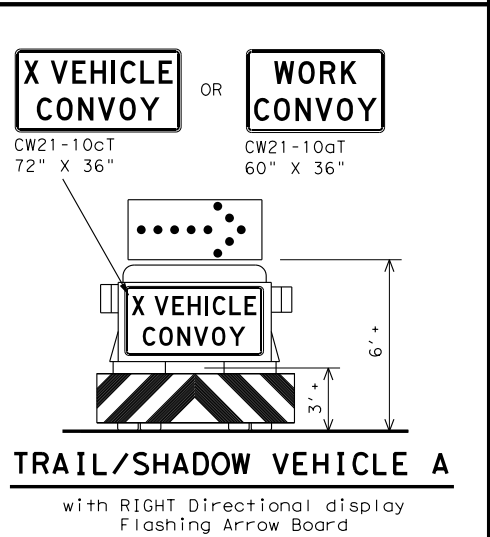 X VEHICLE
CONVOY
OR
WORK
CONVOY
CW21-10cT
72" X 36"
CW21-10aT
60" X 36"
X VEHICLE
CONVOY
6' +
3' +
TRAIL/SHADOW VEHICLE A
with RIGHT Directional display
Flashing Arrow Board